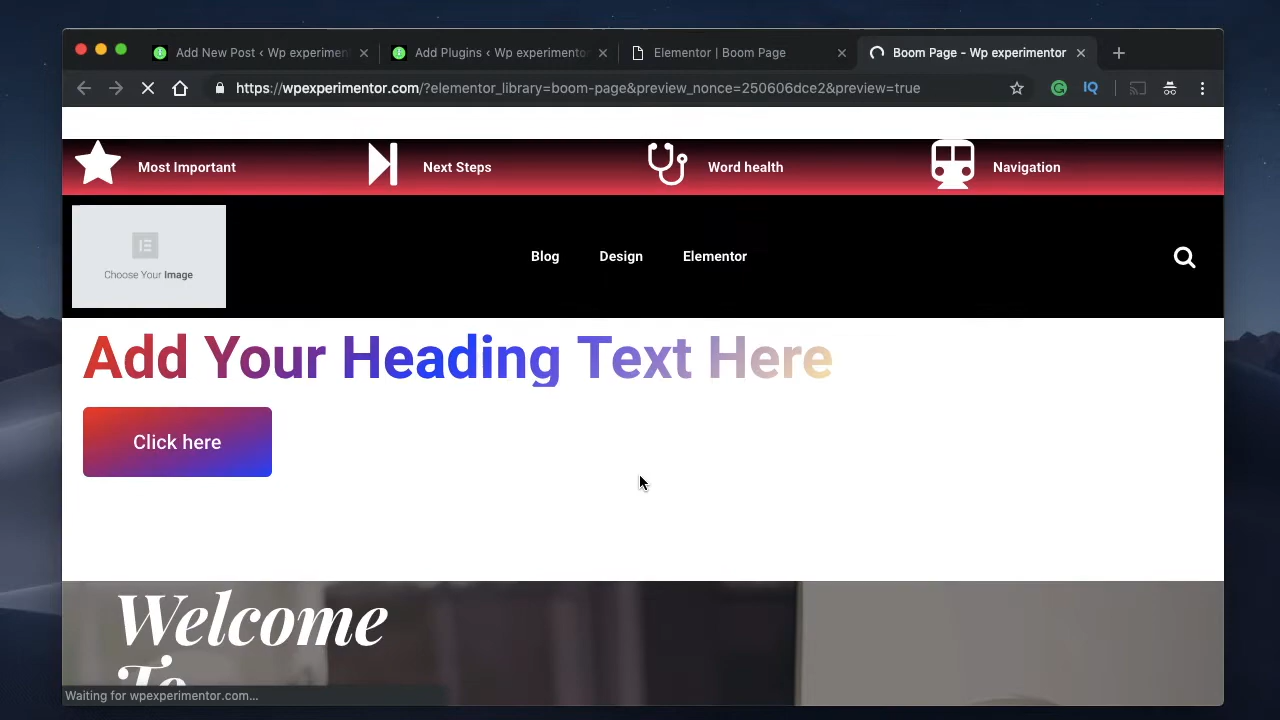 Add New Post ‹ Wp experimen
Add Plugins ‹ Wp experimento
Elementor | Boom Page
Boom Page - Wp experimentor
https://wpexperimentor.com/?elementor_library=boom-page&preview_nonce=250606dce2&preview=true
IQ
Most Important
Next Steps
Word health
Navigation
Choose Your Image
Blog
Design
Elementor
Add Your Heading Text Here
Click here
Welcome
To
Waiting for wpexperimentor.com...